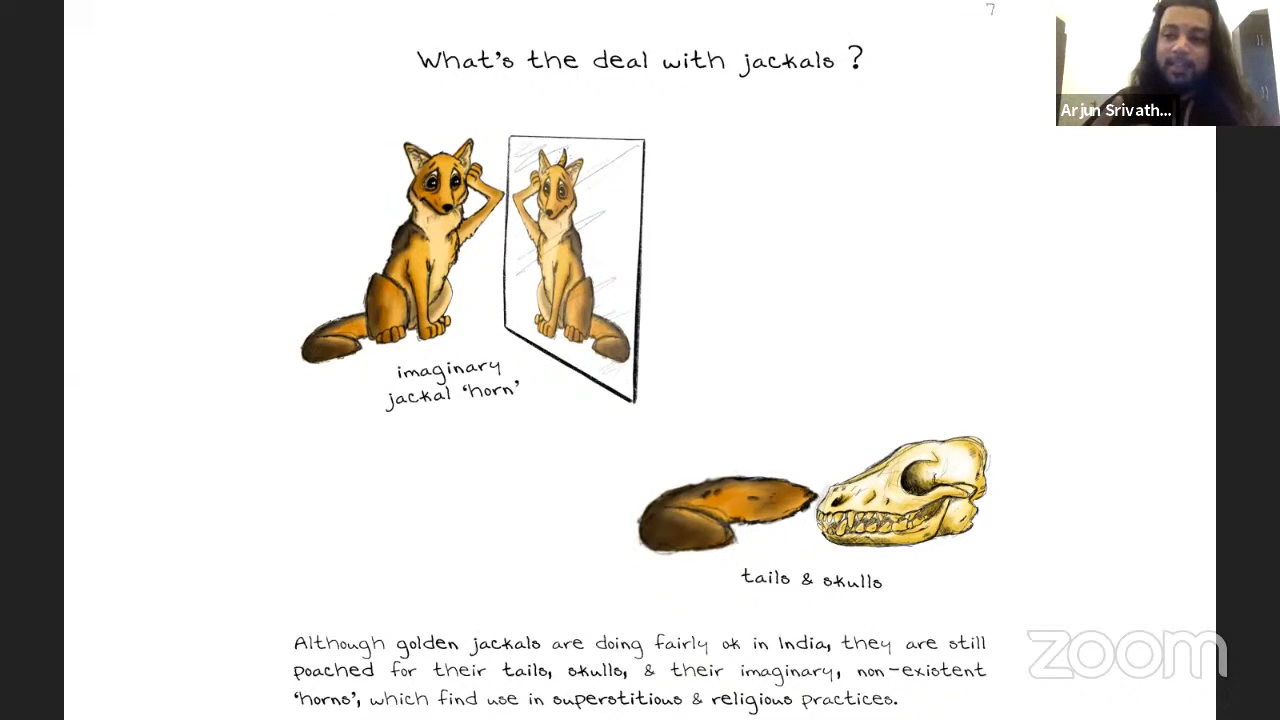 7
What's the deal with jackals ?
Arjun Srivath...
imaginary
jackal 'horn'
tails & skulls
Although golden jackals are doing fairly ok in India, they are still
poached for their tails, skulls, & their imaginary, non-existent
'horns', which find use in superstitious & religious practices.
zoom